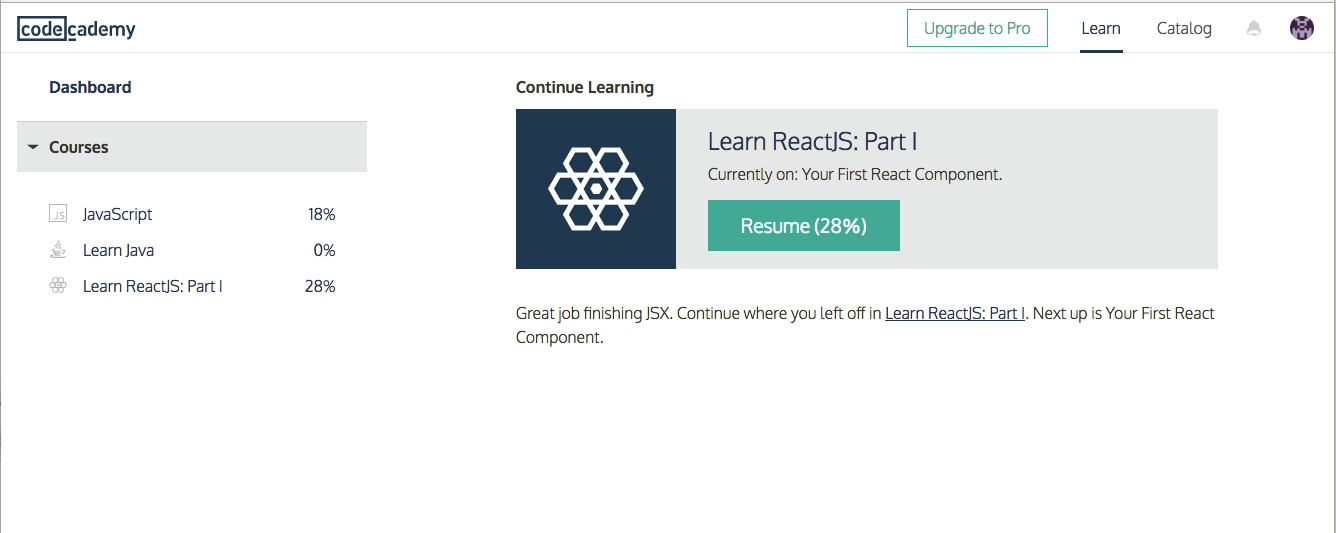 codecademy
Upgrade to Pro
Learn
Catalog
Dashboard
Courses
JS JavaScript 18%
Learn Java 0%
Learn ReactJS: Part I 28%
Continue Learning
Learn ReactJS: Part I
Currently on: Your First React Component.
Resume (28%)
Great job finishing JSX. Continue where you left off in Learn ReactJS: Part I. Next up is Your First React
Component.